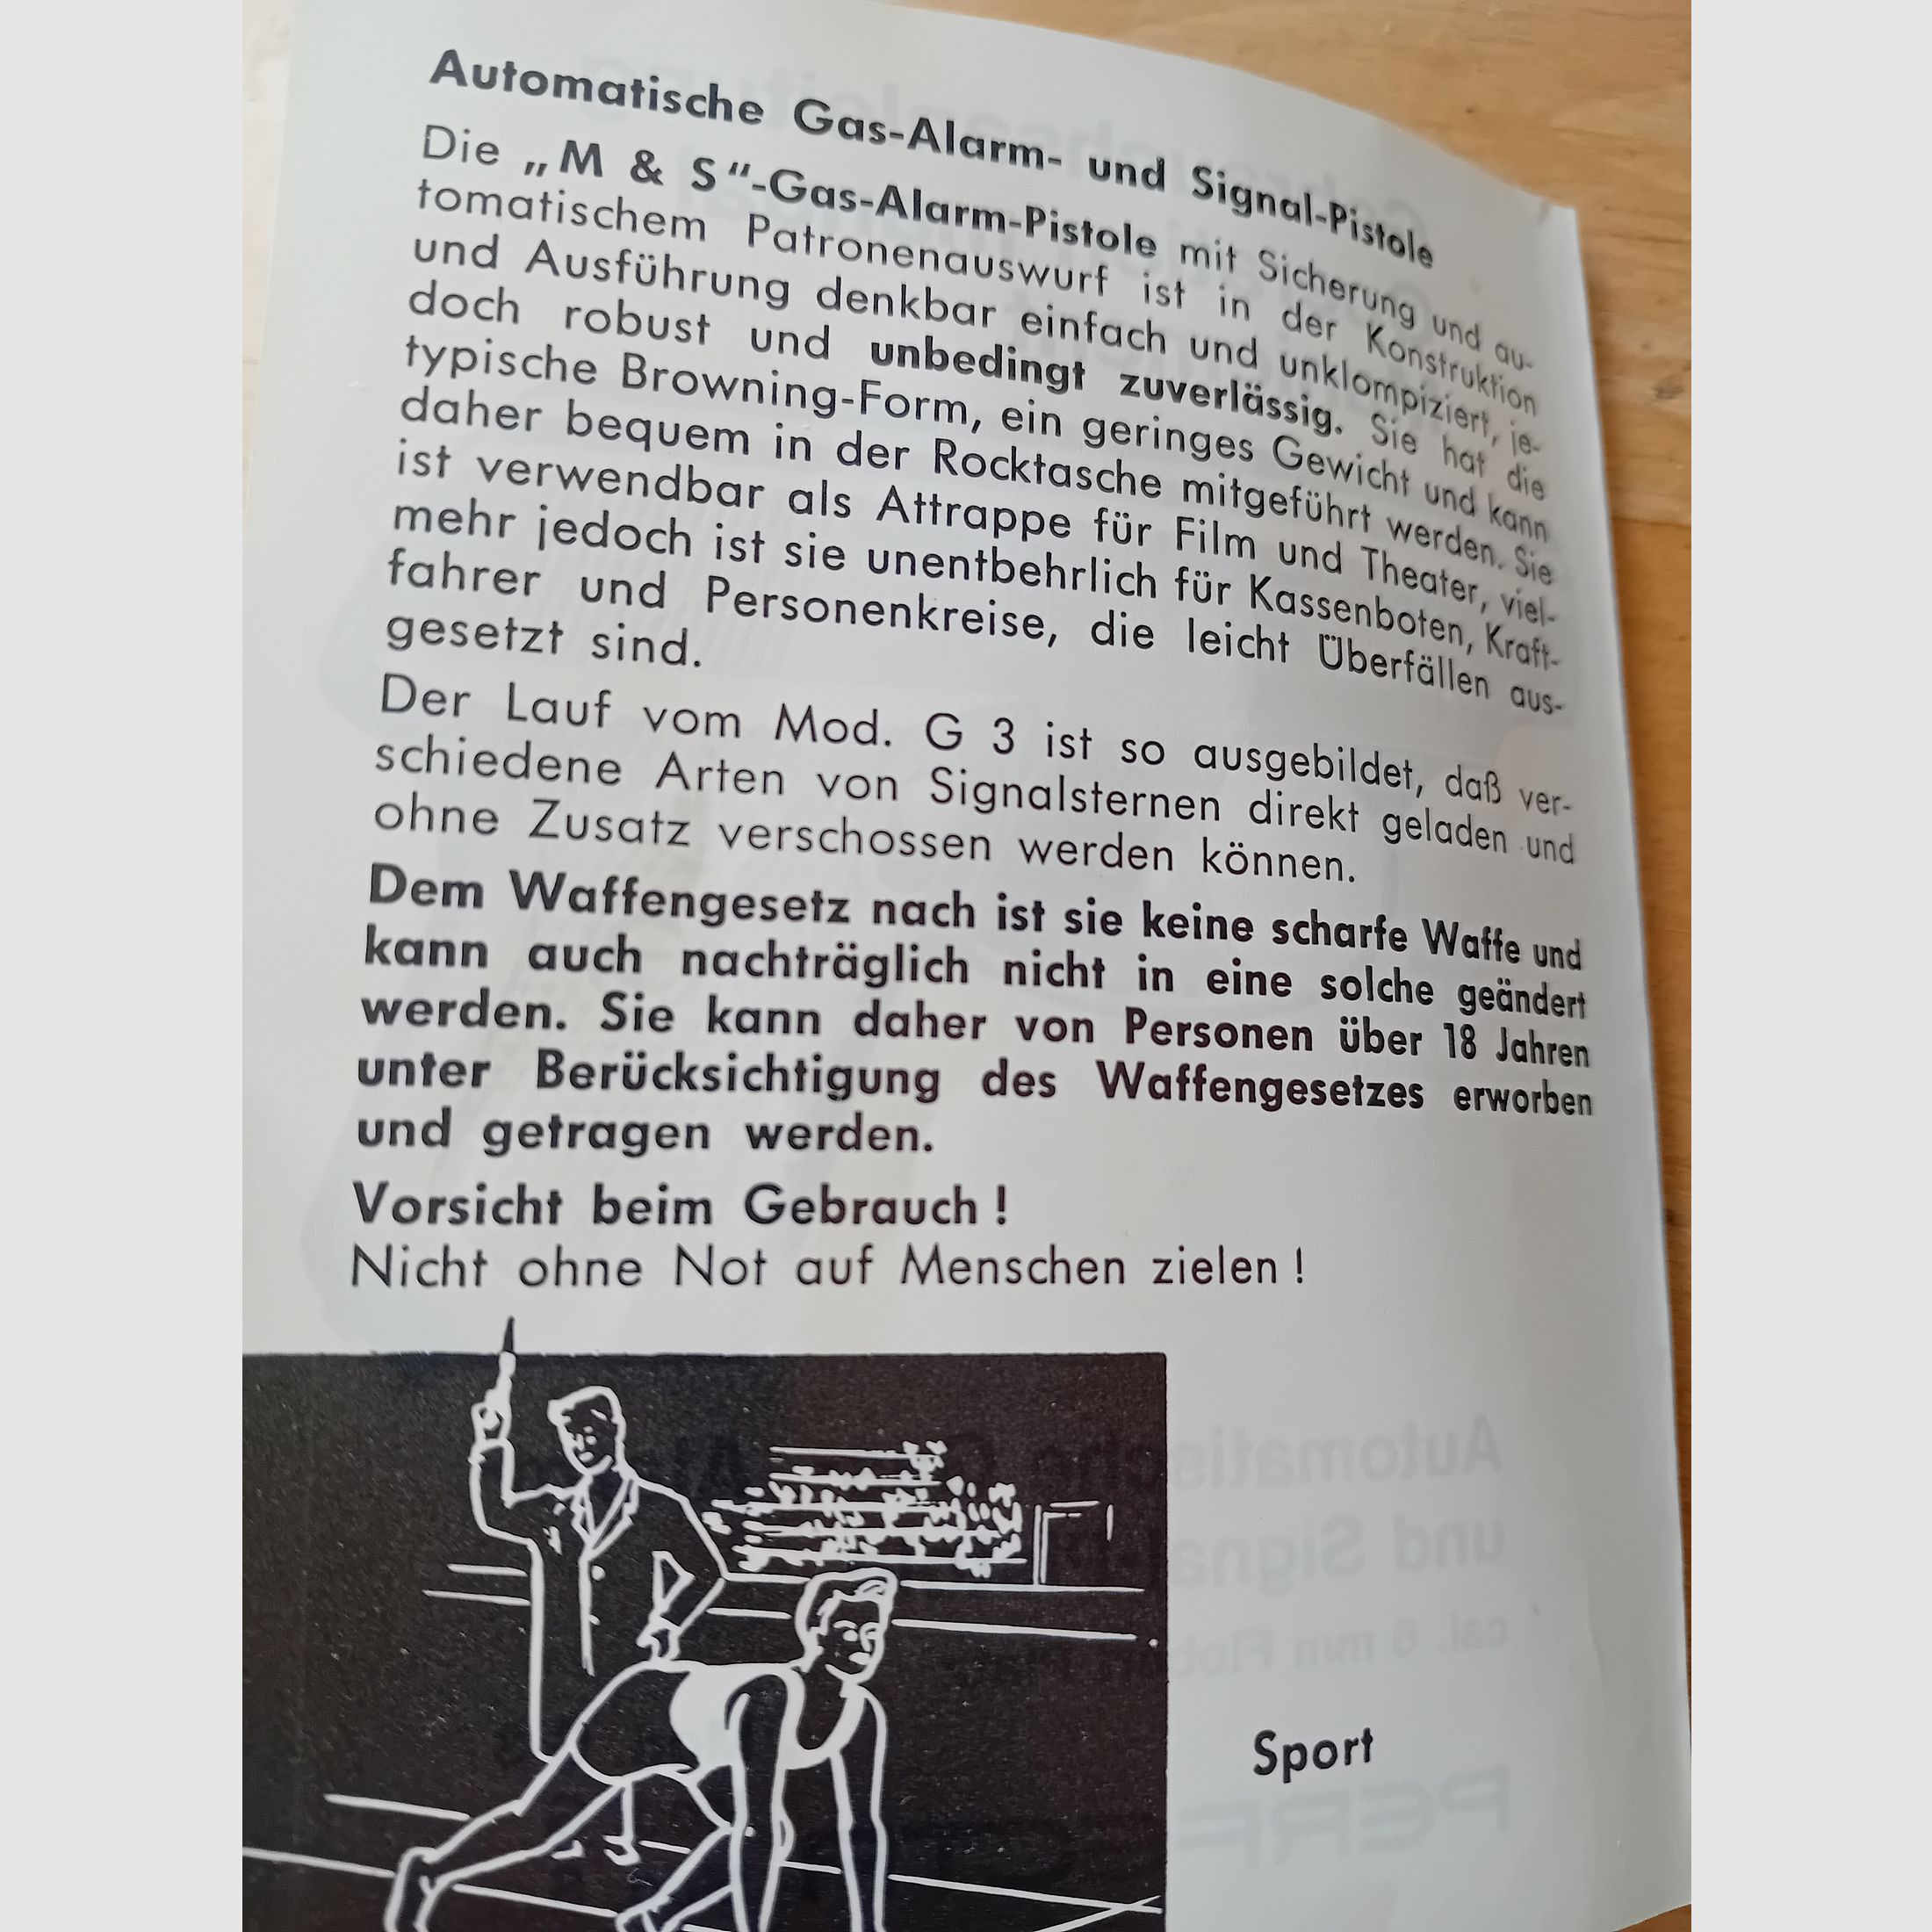 Automatische Gas-Alarm- und Signal-Pistole
Die „M & S“-Gas-Alarm-Pistole mit Sicherung und au-
tomatischem Patronenauswurf ist in der Konstruktion
und Ausführung denkbar einfach und unklompiziert, je-
doch robust und unbedingt zuverlässig. Sie hat die
typische Browning-Form, ein geringes Gewicht und kann
daher bequem in der Rocktasche mitgeführt werden. Sie
ist verwendbar als Attrappe für Film und Theater, viel-
mehr jedoch ist sie unentbehrlich für Kassenboten, Kraft-
fahrer und Personenkreise, die leicht Überfällen aus-
gesetzt sind.
Der Lauf vom Mod. G 3 ist so ausgebildet, daß ver-
schiedene Arten von Signalsternen direkt geladen und
ohne Zusatz verschossen werden können.
Dem Waffengesetz nach ist sie keine scharfe Waffe und
kann auch nachträglich nicht in eine solche geändert
werden. Sie kann daher von Personen über 18 Jahren
unter Berücksichtigung des Waffengesetzes erworben
und getragen werden.
Vorsicht beim Gebrauch !
Nicht ohne Not auf Menschen zielen !
Sport